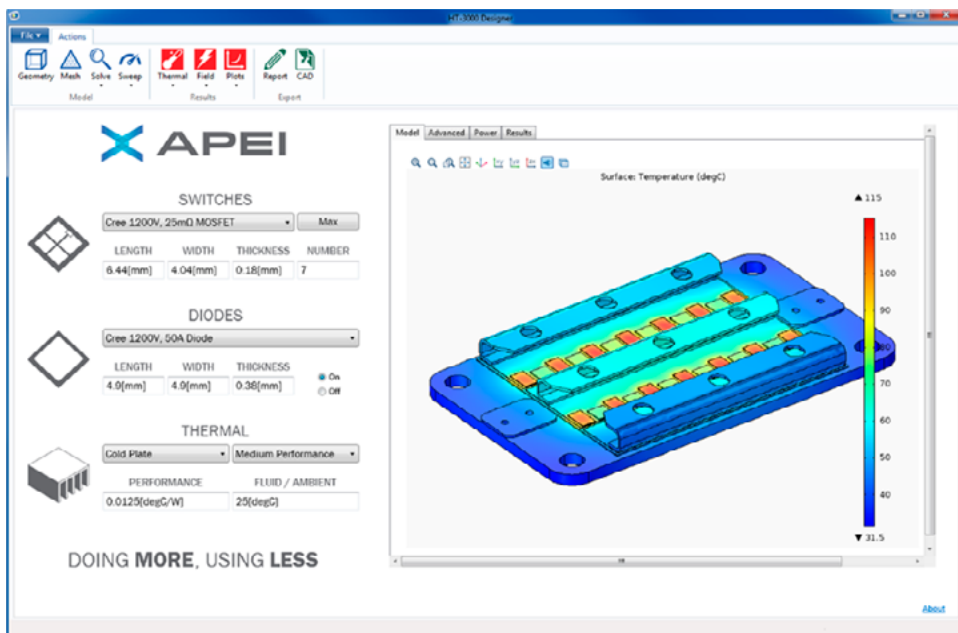 HT-3000 Designer
File
Actions
Geometry Mesh Solve Sweep Thermal Field Plots Report CAD
Model Results Export
APEI
SWITCHES
Cree 1200V, 25mΩ MOSFET Max
LENGTH WIDTH THICKNESS NUMBER
6.44[mm] 4.04[mm] 0.18[mm] 7
DIODES
Cree 1200V, 50A Diode
LENGTH WIDTH THICKNESS
4.9[mm] 4.9[mm] 0.38[mm]
On
Off
THERMAL
Cold Plate Medium Performance
PERFORMANCE FLUID / AMBIENT
0.0125[degC/W] 25[degC]
DOING MORE, USING LESS
Model Advanced Power Results
Surface: Temperature (degC)
▲ 115
110
100
90
80
70
60
50
40
▼ 31.5
About